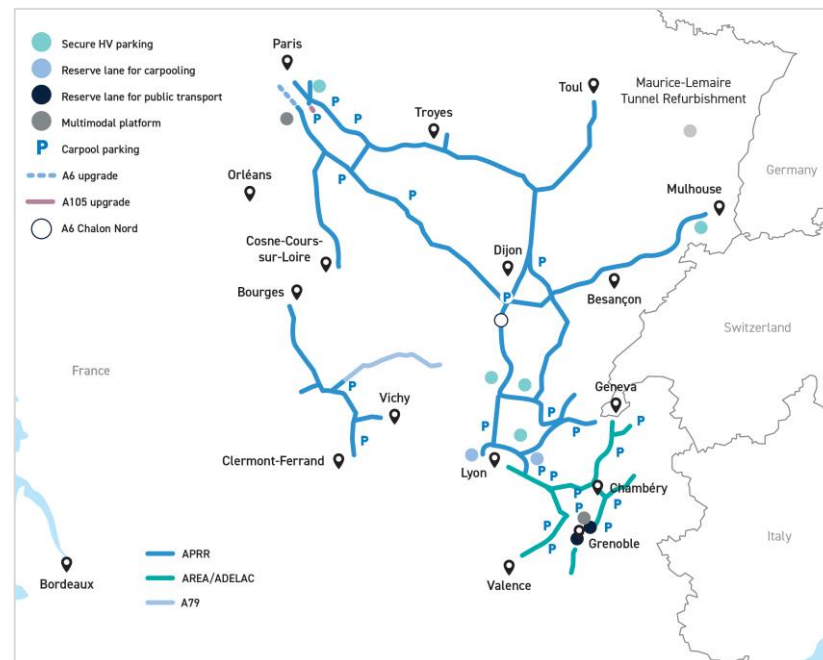 Secure HV parking
Reserve lane for carpooling
Reserve lane for public transport
Multimodal platform
P Carpool parking
A6 upgrade
A105 upgrade
A6 Chalon Nord
Paris
P
P
P
Troyes
Toul
Maurice-Lemaire
Tunnel Refurbishment
Germany
Orléans
P
P
Mulhouse
Cosne-Cours-
sur-Loire
Dijon
P
Bourges
P
Besançon
Switzerland
France
P
Vichy
Geneva
P
P
P
P
P
Clermont-Ferrand
Lyon
P
P
P
P
Chambéry
P
P
P
P
P
Grenoble
Italy
APRR
AREA/ADELAC
A79
Bordeaux
Valence